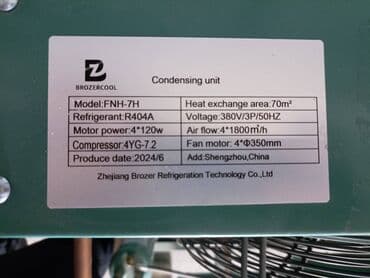 BROZERCOOL
Condensing unit
Model:FNH-7H Heat exchange area:70m²
Refrigerant:R404A Voltage:380V/3P/50HZ
Motor power:4*120w Air flow:4*1800m³/h
Compressor:4YG-7.2 Fan motor: 4*Φ350mm
Produce date:2024/6 Add:Shengzhou,China
Zhejiang Brozer Refrigeration Technology Co.,Ltd